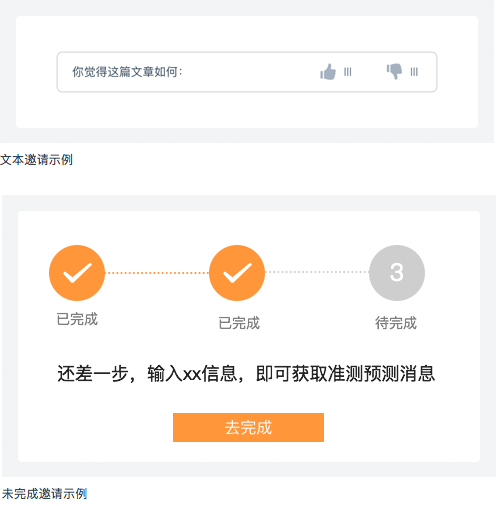 你觉得这篇文章如何：
文本邀请示例
3
已完成
已完成
待完成
还差一步，输入xx信息，即可获取准测预测消息
去完成
未完成邀请示例